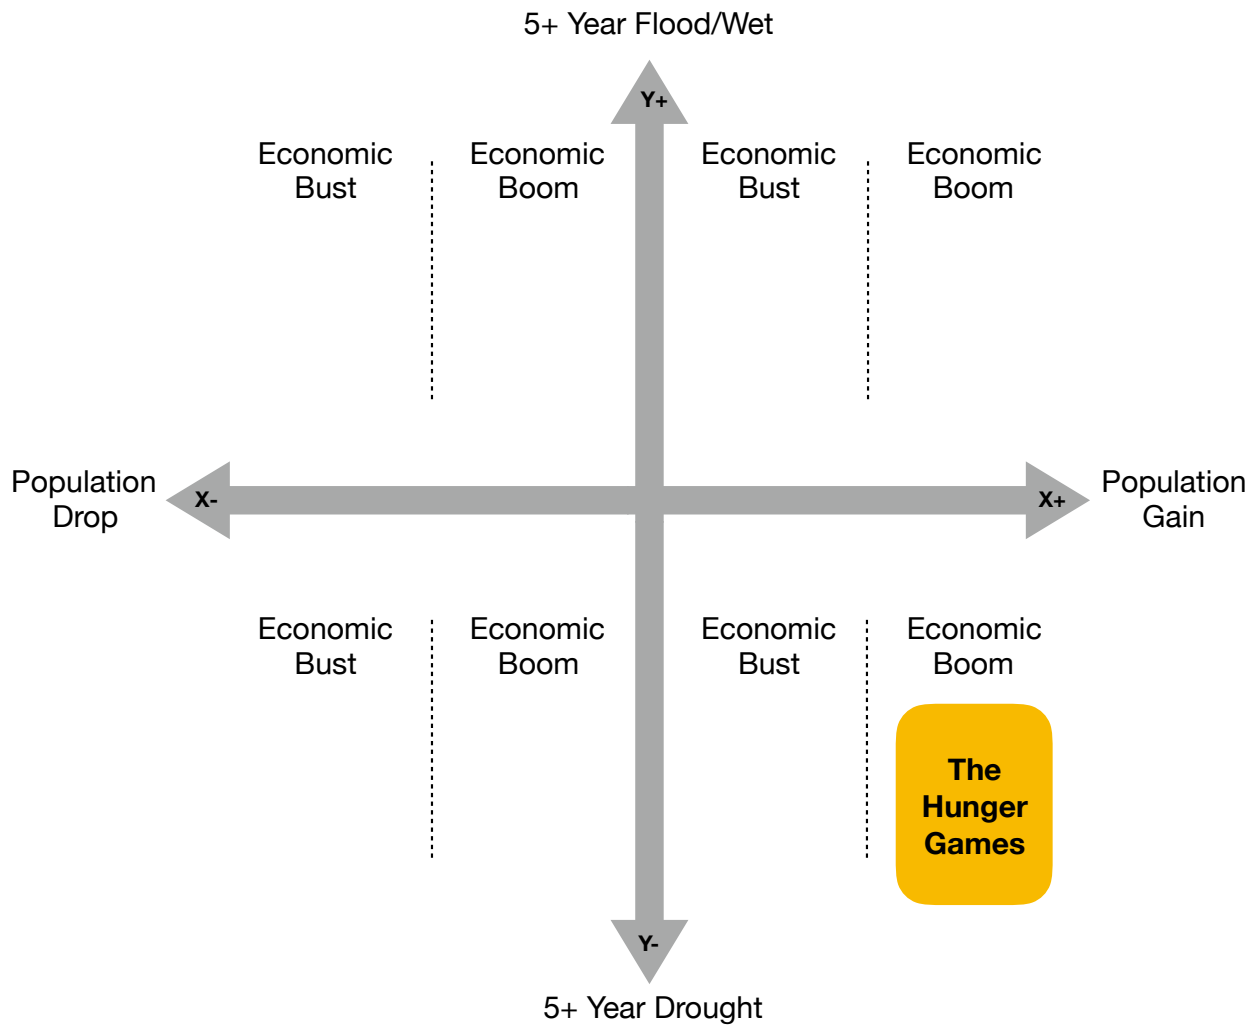 5+ Year Flood/Wet
Y+
Economic
Bust
Economic
Boom
Economic
Bust
Economic
Boom
Population
Drop
X-
X+
Population
Gain
Economic
Bust
Economic
Boom
Economic
Bust
Economic
Boom
The
Hunger
Games
Y-
5+ Year Drought